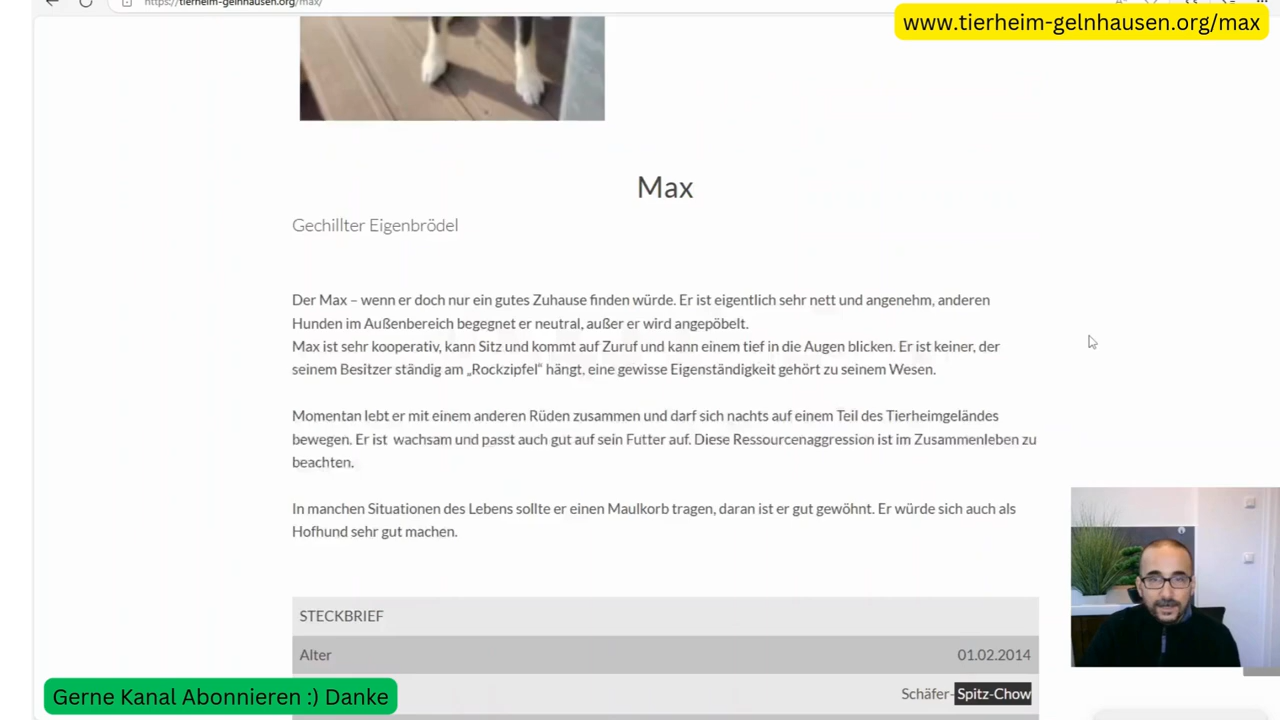 https://tierheim-gelnhausen.org/max/
www.tierheim-gelnhausen.org/max
Max
Gechillter Eigenbrödel
Der Max – wenn er doch nur ein gutes Zuhause finden würde. Er ist eigentlich sehr nett und angenehm, anderen
Hunden im Außenbereich begegnet er neutral, außer er wird angepöbelt.
Max ist sehr kooperativ, kann Sitz und kommt auf Zuruf und kann einem tief in die Augen blicken. Er ist keiner, der
seinem Besitzer ständig am „Rockzipfel“ hängt, eine gewisse Eigenständigkeit gehört zu seinem Wesen.
Momentan lebt er mit einem anderen Rüden zusammen und darf sich nachts auf einem Teil des Tierheimgeländes
bewegen. Er ist wachsam und passt auch gut auf sein Futter auf. Diese Ressourcenaggression ist im Zusammenleben zu
beachten.
In manchen Situationen des Lebens sollte er einen Maulkorb tragen, daran ist er gut gewöhnt. Er würde sich auch als
Hofhund sehr gut machen.
STECKBRIEF
Alter 01.02.2014
Schäfer-Spitz-Chow
Gerne Kanal Abonnieren :) Danke